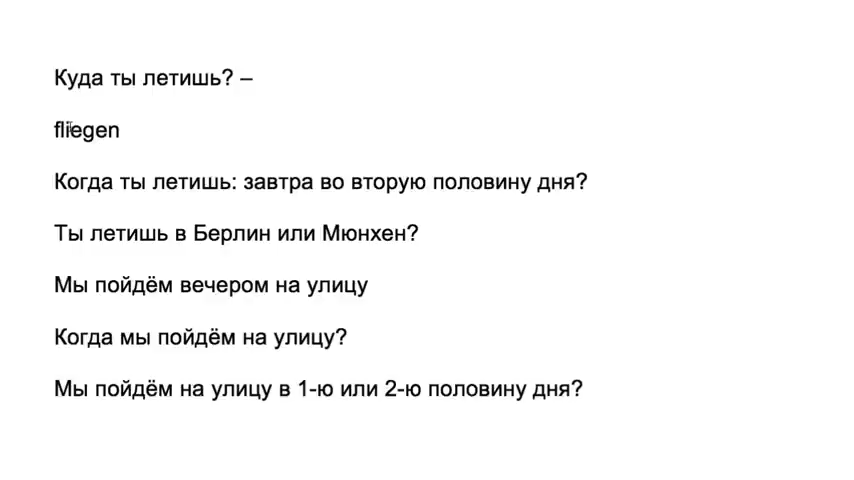 Куда ты летишь? –
fliegen
Когда ты летишь: завтра во вторую половину дня?
Ты летишь в Берлин или Мюнхен?
Мы пойдём вечером на улицу
Когда мы пойдём на улицу?
Мы пойдём на улицу в 1-ю или 2-ю половину дня?